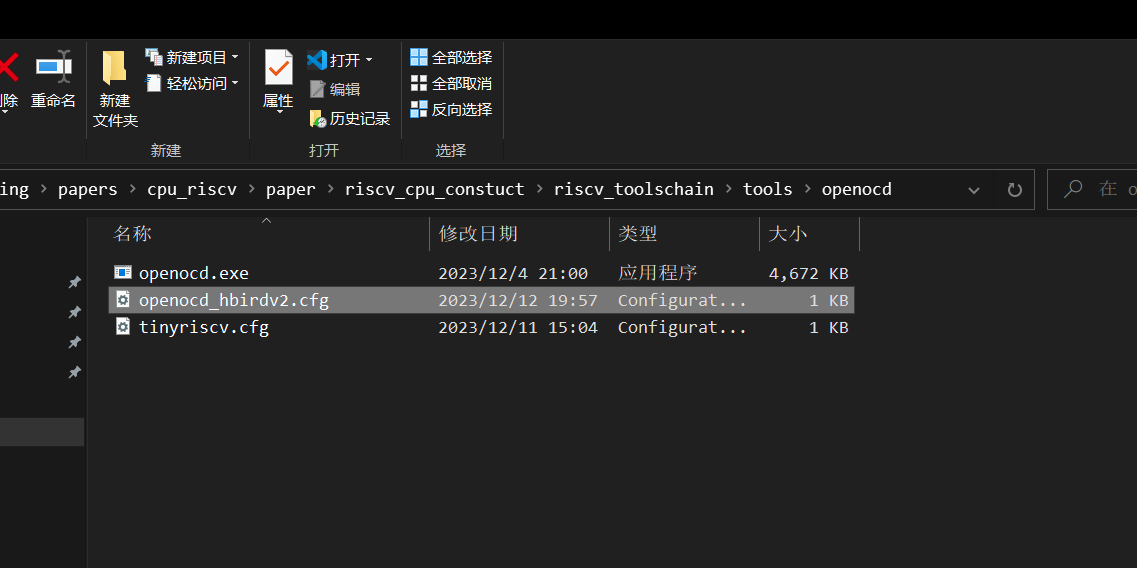 除 重命名
新建
文件夹
新建项目
轻松访问
新建
属性
打开
编辑
历史记录
打开
全部选择
全部取消
反向选择
选择
ing › papers › cpu_riscv › paper › riscv_cpu_constuct › riscv_toolschain › tools › openocd
在 o
名称 修改日期 类型 大小
openocd.exe 2023/12/4 21:00 应用程序 4,672 KB
openocd_hbirdv2.cfg 2023/12/12 19:57 Configurat... 1 KB
tinyriscv.cfg 2023/12/11 15:04 Configurat... 1 KB